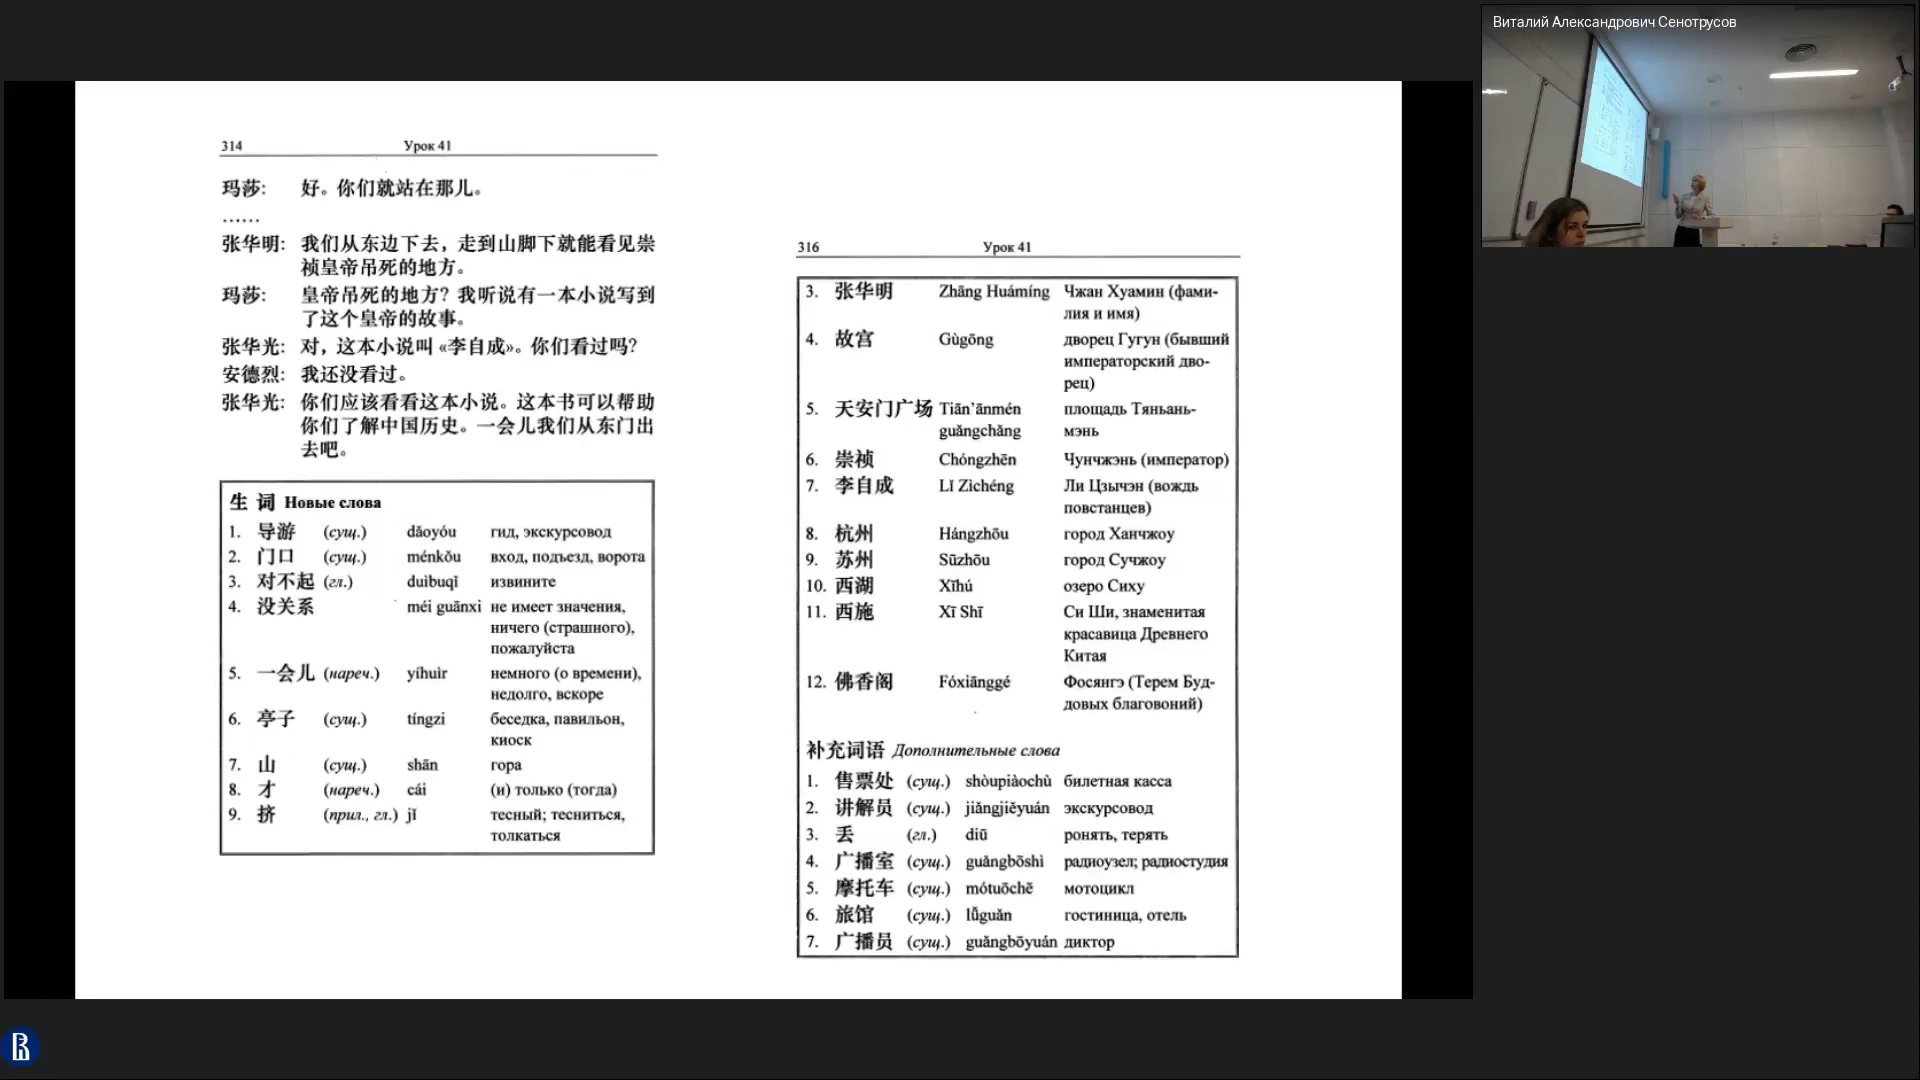 314 Урок 41
玛莎: 好。你们就站在那儿。
……
张华明: 我们从东边下去，走到山脚下就能看见崇
祯皇帝吊死的地方。
玛莎: 皇帝吊死的地方？我听说有一本小说写到
了这个皇帝的故事。
张华光: 对，这本小说叫 «李自成»。你们看过吗？
安德烈: 我还没看过。
张华光: 你们应该看看这本小说。这本书可以帮助
你们了解中国历史。一会儿我们从东门出
去吧。
生 词 Новые слова
1. 导游 (сущ.) dǎoyóu гид, экскурсовод
2. 门口 (сущ.) ménkǒu вход, подъезд, ворота
3. 对不起 (гл.) duìbuqǐ извините
4. 没关系 méi guānxi не имеет значения,
ничего (страшного),
пожалуйста
5. 一会儿 (нареч.) yíhuìr немного (о времени),
недолго, вскоре
6. 亭子 (сущ.) tíngzi беседка, павильон,
киоск
7. 山 (сущ.) shān гора
8. 才 (нареч.) cái (и) только (тогда)
9. 挤 (прил., гл.) jǐ тесный; тесниться,
толкаться
316 Урок 41
3. 张华明 Zhāng Huámíng Чжан Хуамин (фами-
лия и имя)
4. 故宫 Gùgōng дворец Гугун (бывший
императорский дво-
рец)
5. 天安门广场 Tiān’ānmén площадь Тяньань-
guǎngchǎng мэнь
6. 崇祯 Chóngzhēn Чунчжэнь (император)
7. 李自成 Lǐ Zìchéng Ли Цзычэн (вождь
повстанцев)
8. 杭州 Hángzhōu город Ханчжоу
9. 苏州 Sūzhōu город Сучжоу
10. 西湖 Xīhú озеро Сиху
11. 西施 Xī Shī Си Ши, знаменитая
красавица Древнего
Китая
12. 佛香阁 Fóxiānggé Фосянгэ (Терем Буд-
довых благовоний)
补充词语 Дополнительные слова
1. 售票处 (сущ.) shòupiàochù билетная касса
2. 讲解员 (сущ.) jiǎngjiěyuán экскурсовод
3. 丢 (гл.) diū ронять, терять
4. 广播室 (сущ.) guǎngbōshì радиоузел; радиостудия
5. 摩托车 (сущ.) mótuōchē мотоцикл
6. 旅馆 (сущ.) lǚguǎn гостиница, отель
7. 广播员 (сущ.) guǎngbōyuán диктор
Виталий Александрович Сенотрусов